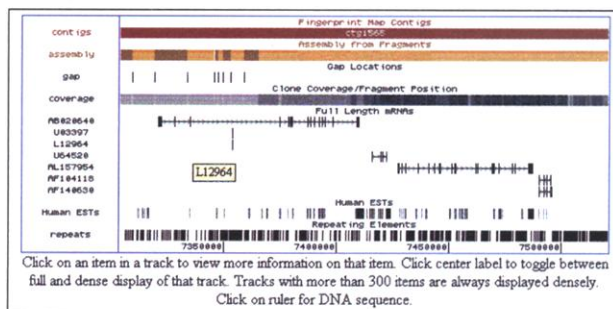 Fingerprint Map Contigs
contigs ctg1568
Assembly from Fragments
assembly
Gap Locations
gap
Clone Coverage/Fragment Position
coverage
Full Length mRNAs
AB020640
U03397
L12964
U64520
L12964
AL157954
AF104115
AF140630
Human ESTs
Human ESTs
Repeating Elements
repeats
7350000 7400000 7450000 7500000
Click on an item in a track to view more information on that item. Click center label to toggle between
full and dense display of that track. Tracks with more than 300 items are always displayed densely.
Click on ruler for DNA sequence.